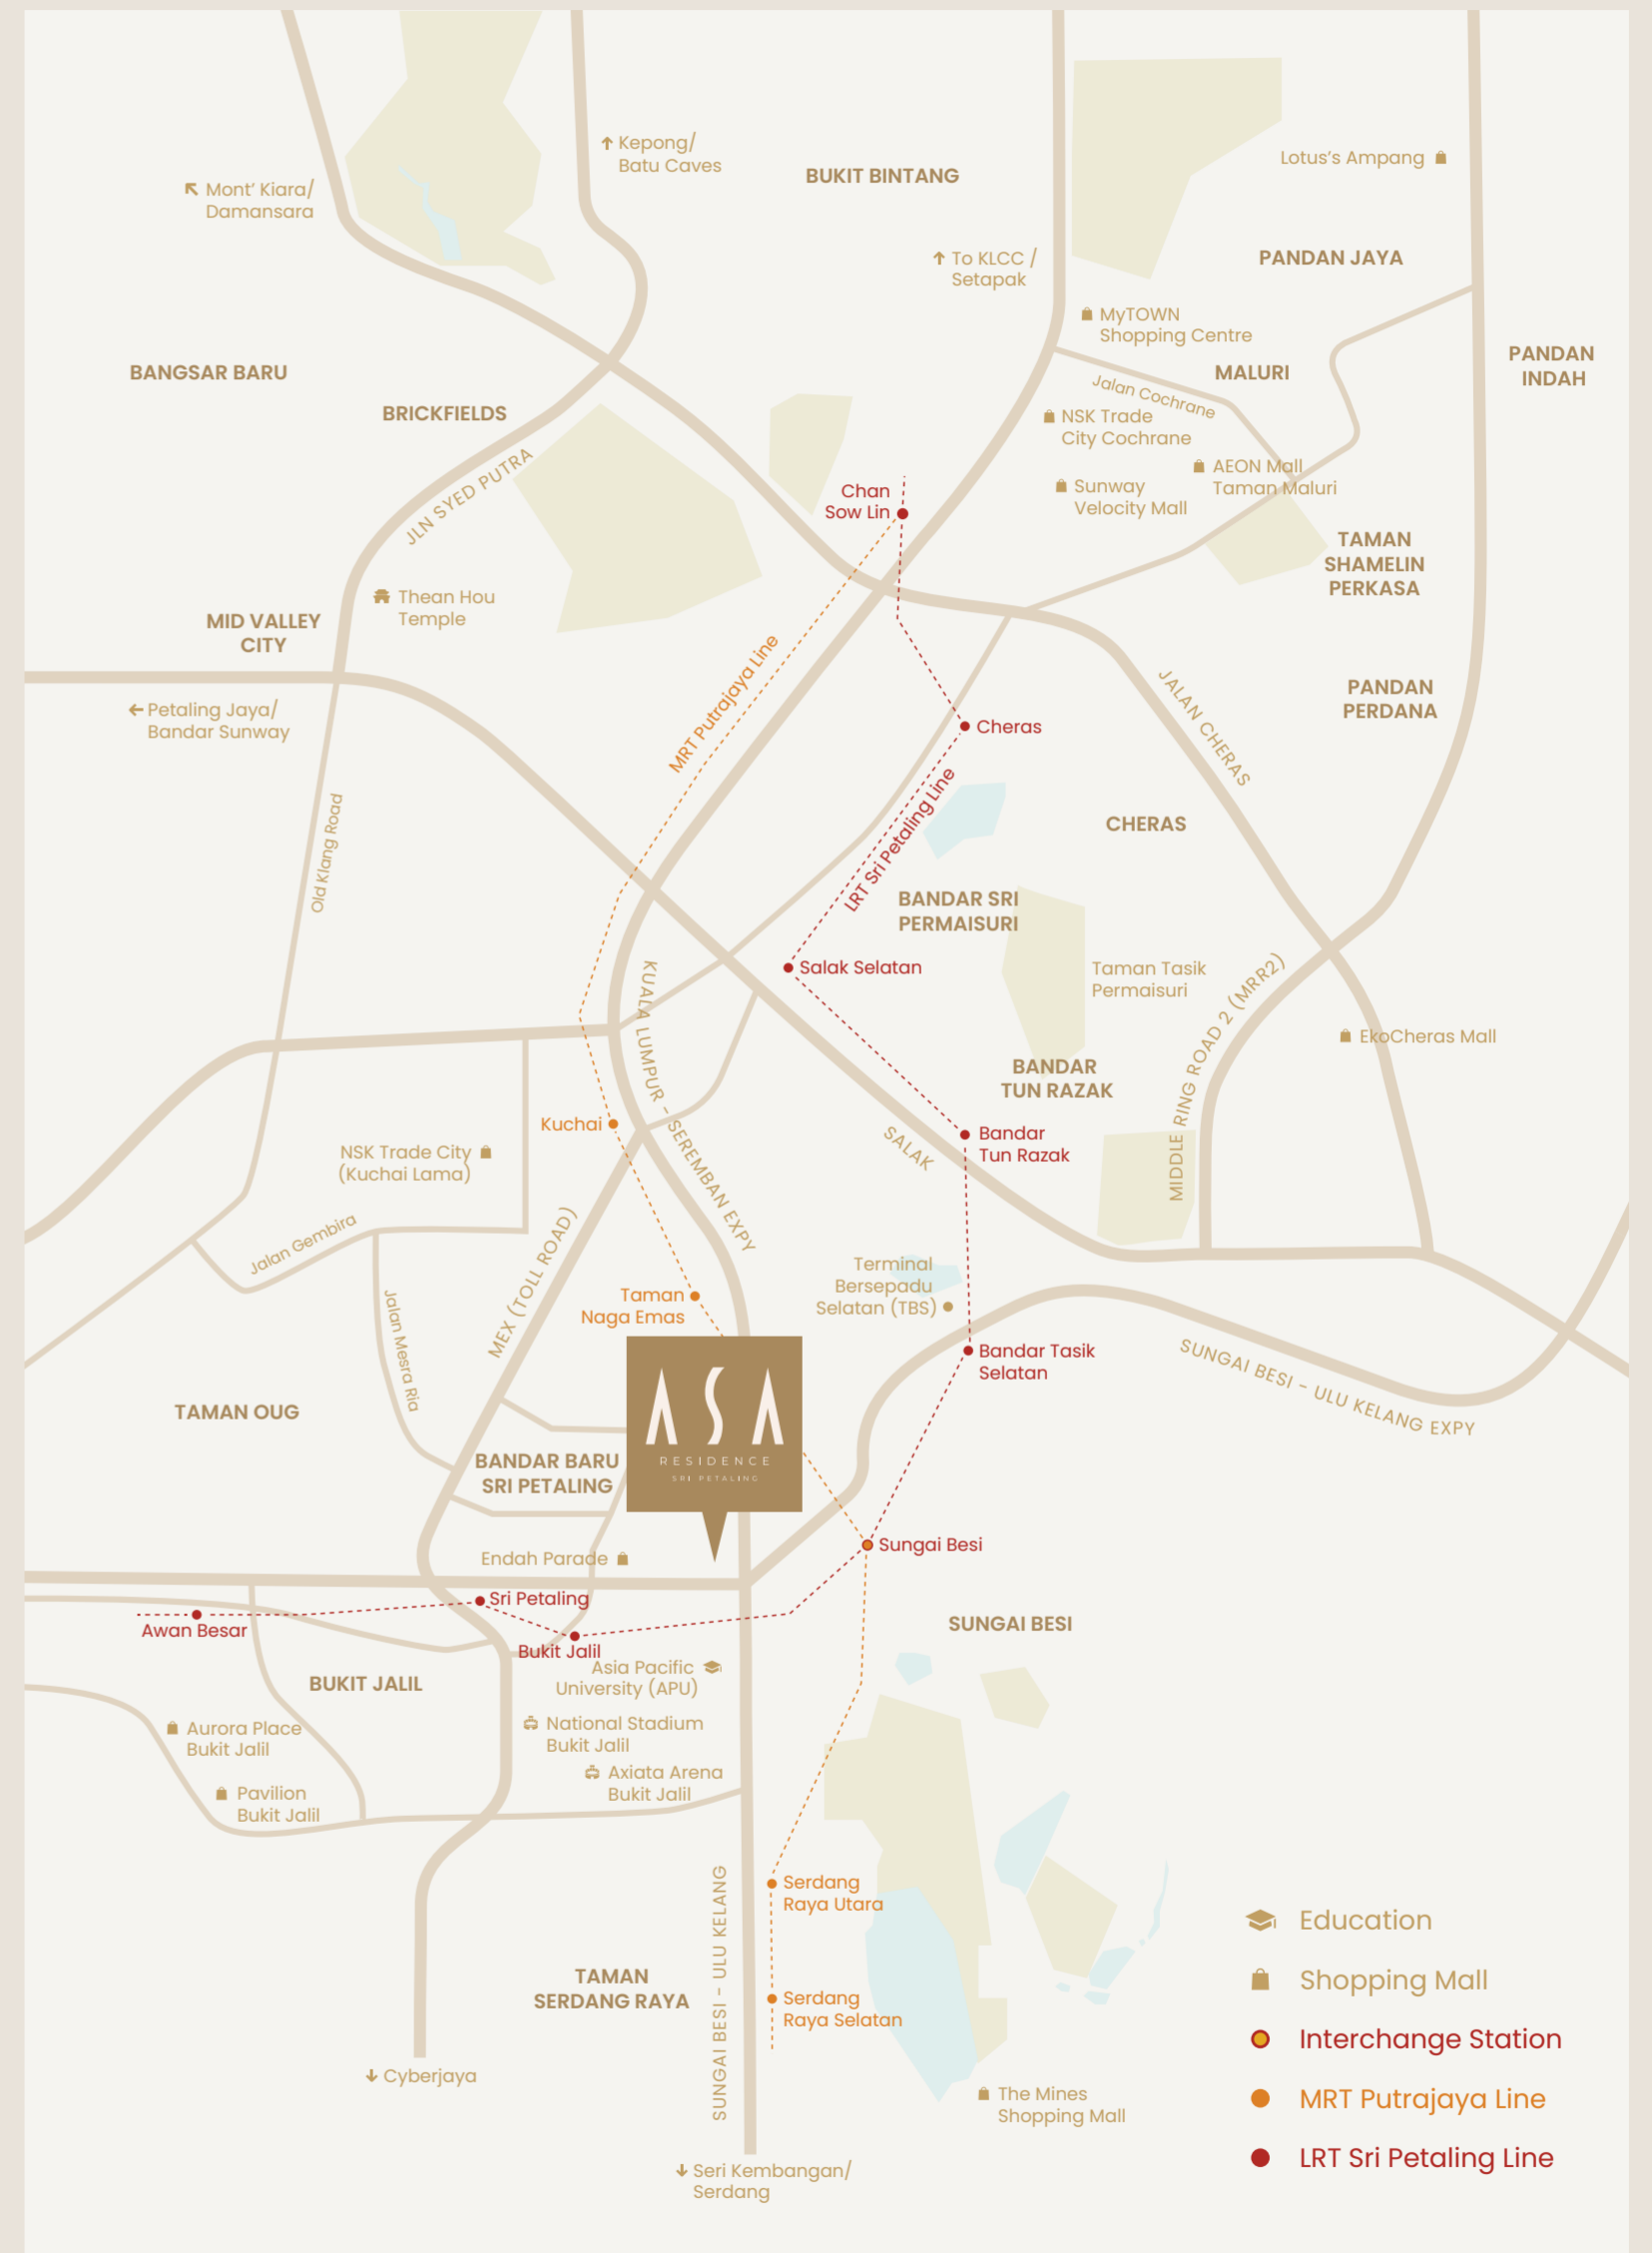 Kepong/
Batu Caves
BUKIT BINTANG
Lotus's Ampang
Mont' Kiara/
Damansara
To KLCC /
Setapak
PANDAN JAYA
MyTOWN
Shopping Centre
PANDAN
INDAH
BANGSAR BARU
MALURI
Jalan Cochrane
BRICKFIELDS
NSK Trade
City Cochrane
JLN SYED PUTRA
AEON Mall
Taman Maluri
Sunway
Velocity Mall
Chan
Sow Lin
TAMAN
SHAMELIN
PERKASA
Thean Hou
Temple
MID VALLEY
CITY
MRT Putrajaya Line
PANDAN
PERDANA
Petaling Jaya/
Bandar Sunway
Cheras
JALAN CHERAS
LRT Sri Petaling Line
Old Klang Road
CHERAS
BANDAR SRI
PERMAISURI
Salak Selatan
Taman Tasik
Permaisuri
KUALA LUMPUR - SEREMBAN EXPY
MIDDLE RING ROAD 2 (MRR2)
EkoCheras Mall
BANDAR
TUN RAZAK
Kuchai
SALAK
Bandar
Tun Razak
NSK Trade City
(Kuchai Lama)
Jalan Gembira
MEX (TOLL ROAD)
Terminal
Bersepadu
Selatan (TBS)
Taman
Naga Emas
Jalan Mesra Ria
Bandar Tasik
Selatan
SUNGAI BESI - ULU KELANG EXPY
ASA
RESIDENCE
SRI PETALING
TAMAN OUG
BANDAR BARU
SRI PETALING
Endah Parade
Sungai Besi
Sri Petaling
Awan Besar
SUNGAI BESI
Bukit Jalil
Asia Pacific
University (APU)
BUKIT JALIL
National Stadium
Bukit Jalil
Aurora Place
Bukit Jalil
Axiata Arena
Bukit Jalil
Pavilion
Bukit Jalil
Serdang
Raya Utara
SUNGAI BESI - ULU KELANG
TAMAN
SERDANG RAYA
Serdang
Raya Selatan
Cyberjaya
The Mines
Shopping Mall
Seri Kembangan/
Serdang
Education
Shopping Mall
Interchange Station
MRT Putrajaya Line
LRT Sri Petaling Line